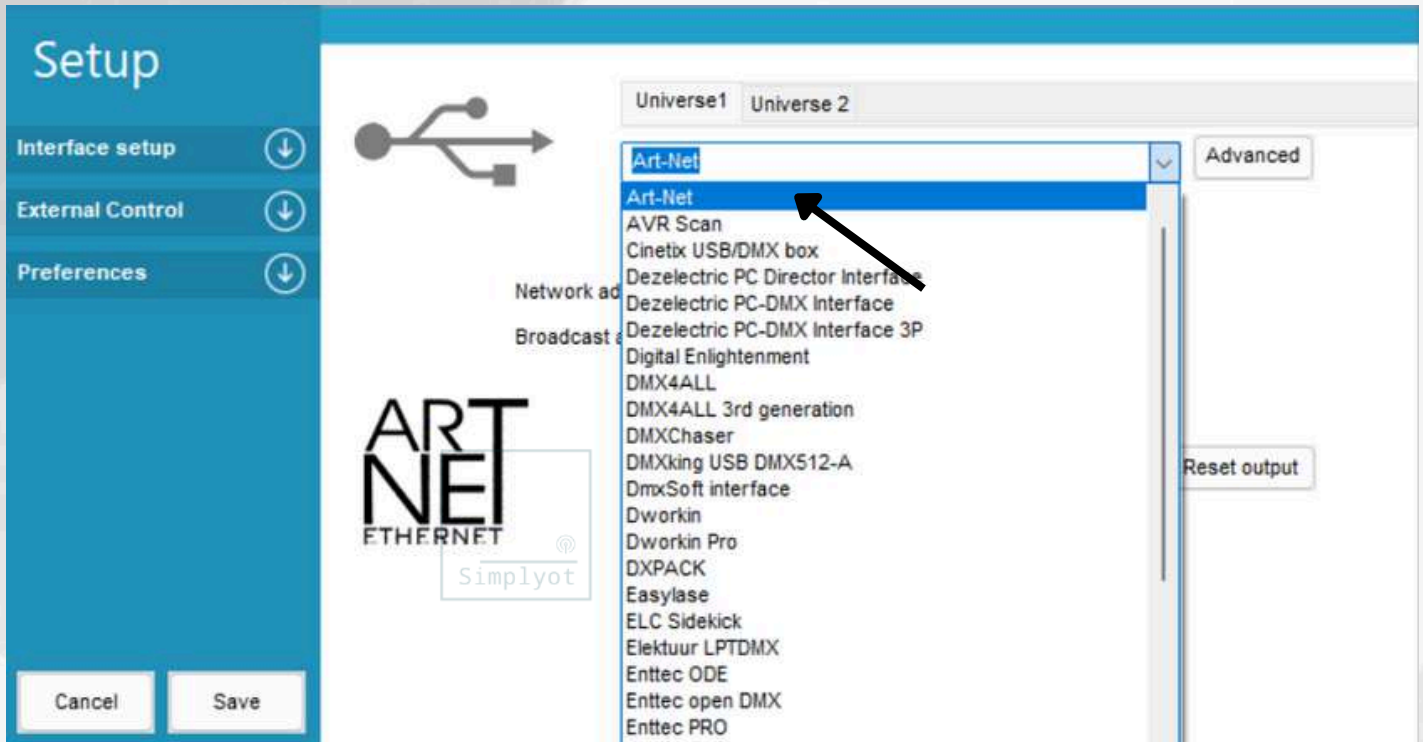 Setup
Interface setup
External Control
Preferences
Cancel
Save
Universe1
Universe 2
Art-Net
Advanced
Art-Net
AVR Scan
Cinetix USB/DMX box
Dezelectric PC Director Interface
Dezelectric PC-DMX Interface
Dezelectric PC-DMX Interface 3P
Digital Enlightenment
DMX4ALL
DMX4ALL 3rd generation
DMXChaser
DMXking USB DMX512-A
DmxSoft interface
Dworkin
Dworkin Pro
DXPACK
Easylase
ELC Sidekick
Elektuur LPTDMX
Enttec ODE
Enttec open DMX
Enttec PRO
Network ad
Broadcast a
Reset output
ART
NET
ETHERNET
Simplyot